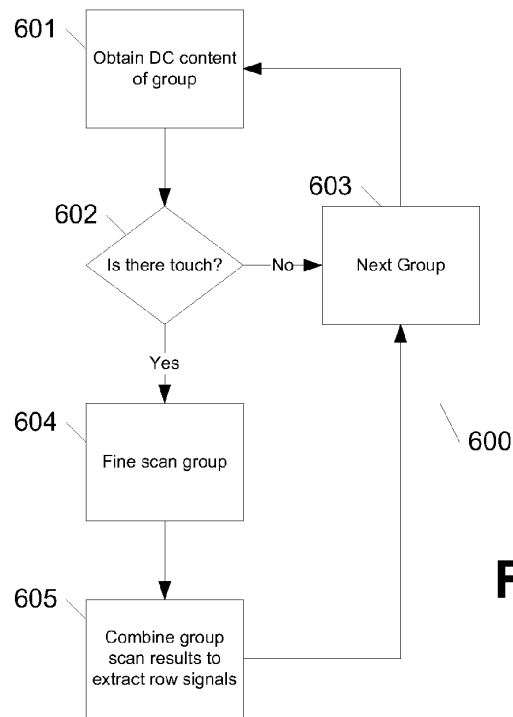 601
Obtain DC content
of group
602
Is there touch?
No
603
Next Group
Yes
604
Fine scan group
600
605
Combine group
scan results to
extract row signals